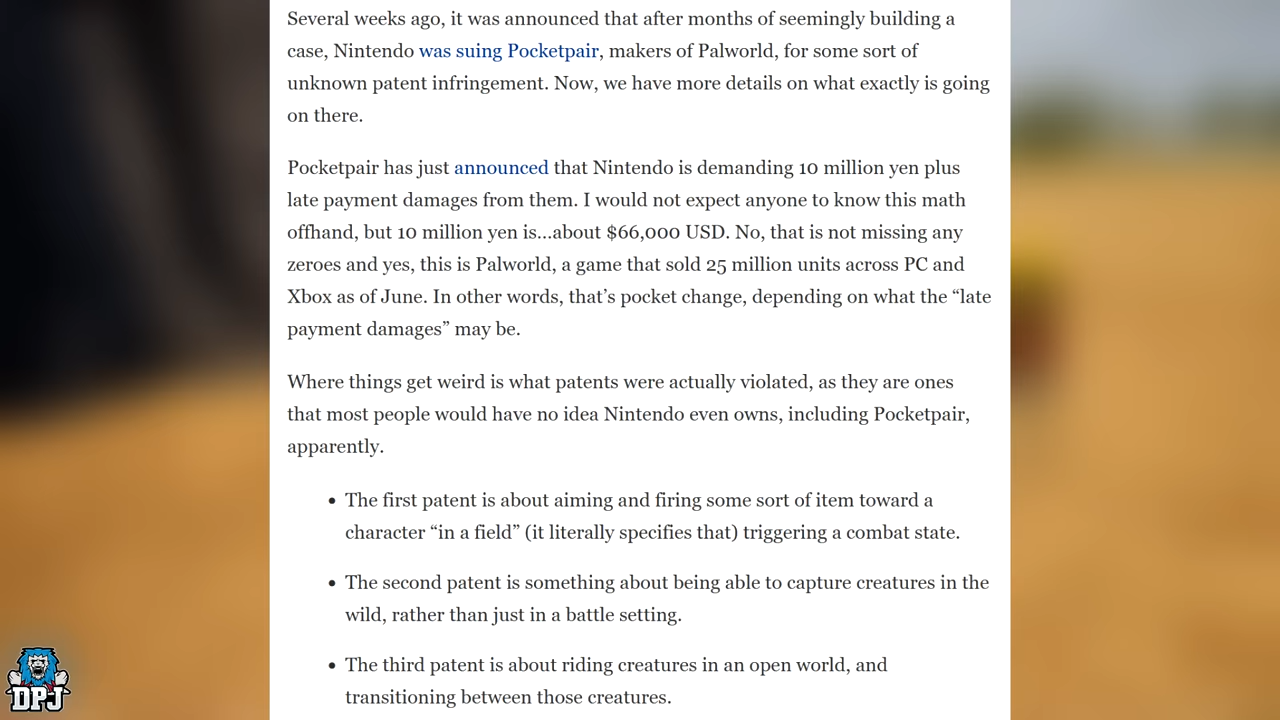 Several weeks ago, it was announced that after months of seemingly building a
case, Nintendo was suing Pocketpair, makers of Palworld, for some sort of
unknown patent infringement. Now, we have more details on what exactly is going
on there.
Pocketpair has just announced that Nintendo is demanding 10 million yen plus
late payment damages from them. I would not expect anyone to know this math
offhand, but 10 million yen is…about $66,000 USD. No, that is not missing any
zeroes and yes, this is Palworld, a game that sold 25 million units across PC and
Xbox as of June. In other words, that’s pocket change, depending on what the “late
payment damages” may be.
Where things get weird is what patents were actually violated, as they are ones
that most people would have no idea Nintendo even owns, including Pocketpair,
apparently.
• The first patent is about aiming and firing some sort of item toward a
character “in a field” (it literally specifies that) triggering a combat state.
• The second patent is something about being able to capture creatures in the
wild, rather than just in a battle setting.
• The third patent is about riding creatures in an open world, and
transitioning between those creatures.
DPJ